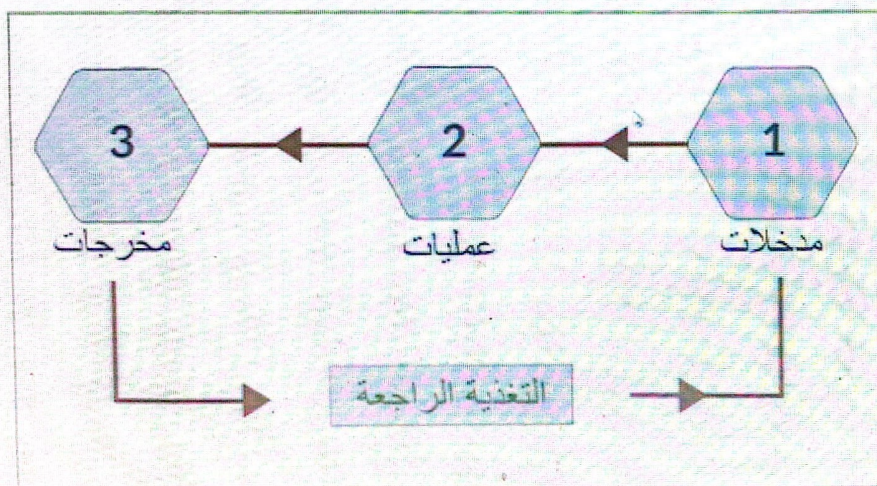 1
2
3
مدخلات
عمليات
مخرجات
التغذية الراجعة